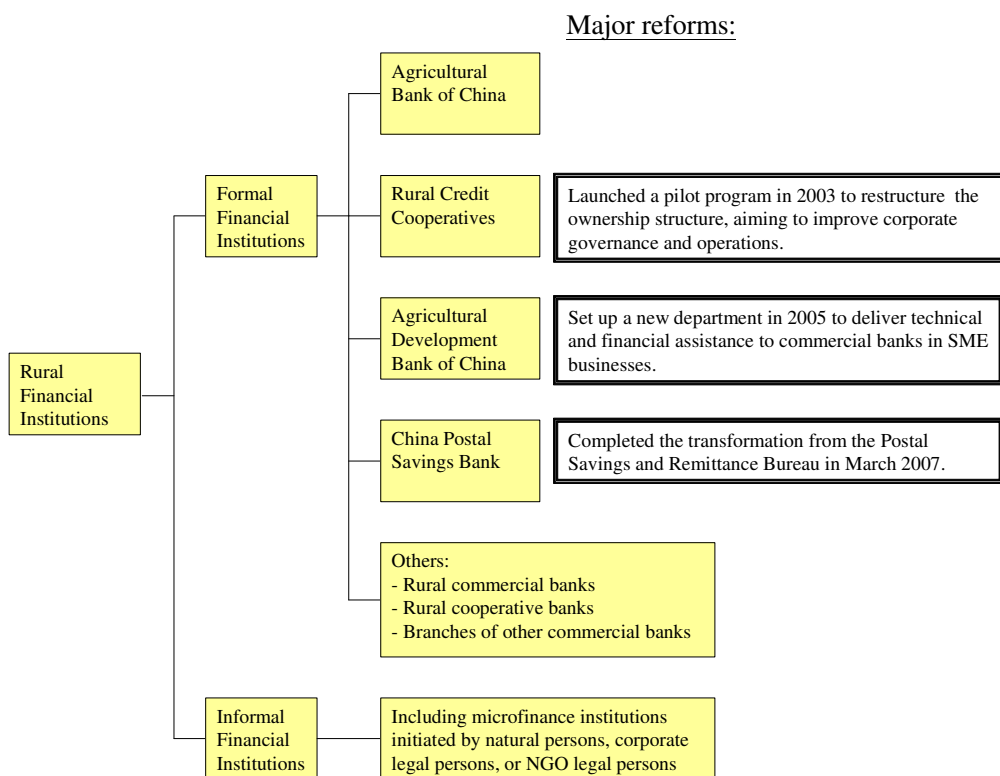 Major reforms:
Agricultural
Bank of China
Formal
Financial
Institutions
Rural Credit
Cooperatives
Launched a pilot program in 2003 to restructure the
ownership structure, aiming to improve corporate
governance and operations.
Agricultural
Development
Bank of China
Set up a new department in 2005 to deliver technical
and financial assistance to commercial banks in SME
businesses.
Rural
Financial
Institutions
China Postal
Savings Bank
Completed the transformation from the Postal
Savings and Remittance Bureau in March 2007.
Others:
- Rural commercial banks
- Rural cooperative banks
- Branches of other commercial banks
Informal
Financial
Institutions
Including microfinance institutions
initiated by natural persons, corporate
legal persons, or NGO legal persons